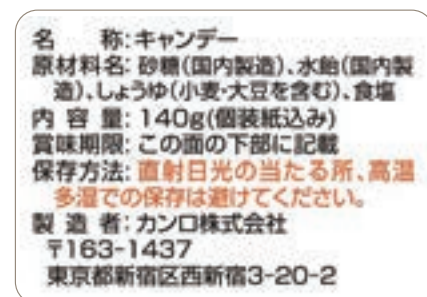 名　　称:キャンデー
原材料名:砂糖(国内製造)、水飴(国内製
造)、しょうゆ(小麦・大豆を含む)、食塩
内 容 量:140g(個装紙込み)
賞味期限:この面の下部に記載
保存方法:直射日光の当たる所、高温
多湿での保存は避けてください。
製 造 者:カンロ株式会社
〒163-1437
東京都新宿区西新宿3-20-2